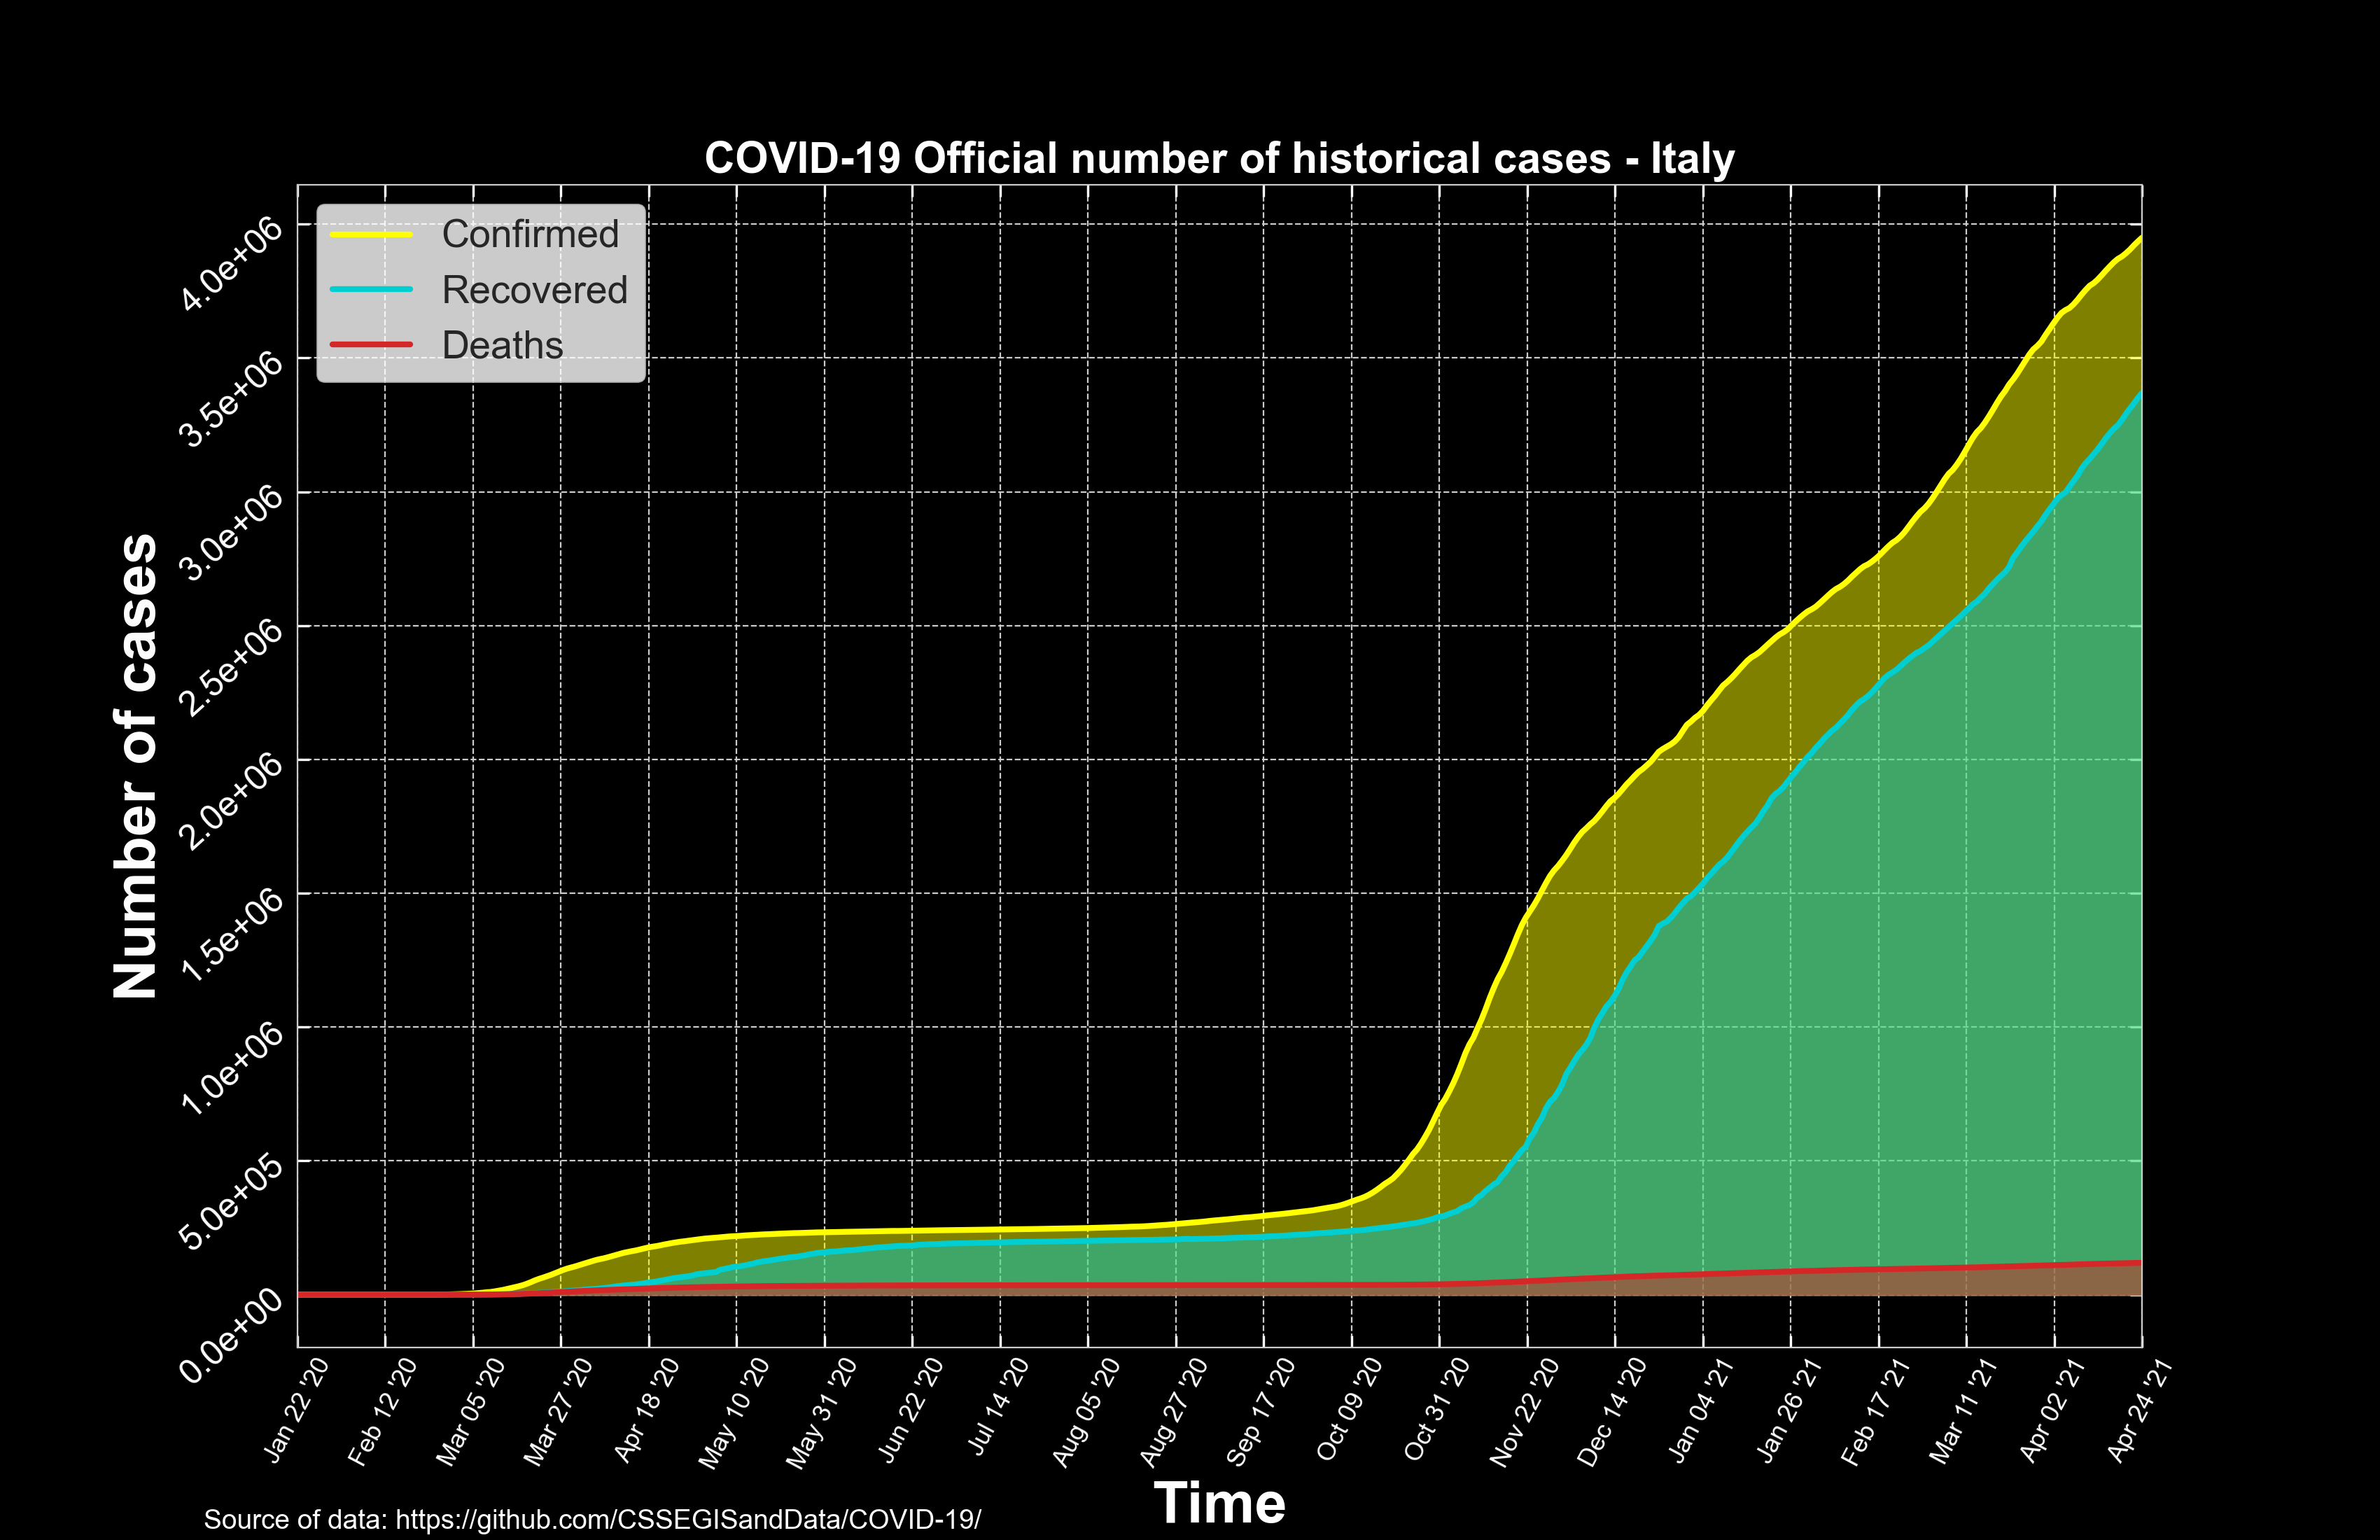 COVID-19 Official number of historical cases - Italy
Confirmed
Recovered
Deaths
Number of cases
4.0e+06
3.5e+06
3.0e+06
2.5e+06
2.0e+06
1.5e+06
1.0e+06
5.0e+05
0.0e+00
Jan 22 '20
Feb 12 '20
Mar 05 '20
Mar 27 '20
Apr 18 '20
May 10 '20
May 31 '20
Jun 22 '20
Jul 14 '20
Aug 05 '20
Aug 27 '20
Sep 17 '20
Oct 09 '20
Oct 31 '20
Nov 22 '20
Dec 14 '20
Jan 04 '21
Jan 26 '21
Feb 17 '21
Mar 11 '21
Apr 02 '21
Apr 24 '21
Time
Source of data: https://github.com/CSSEGISandData/COVID-19/